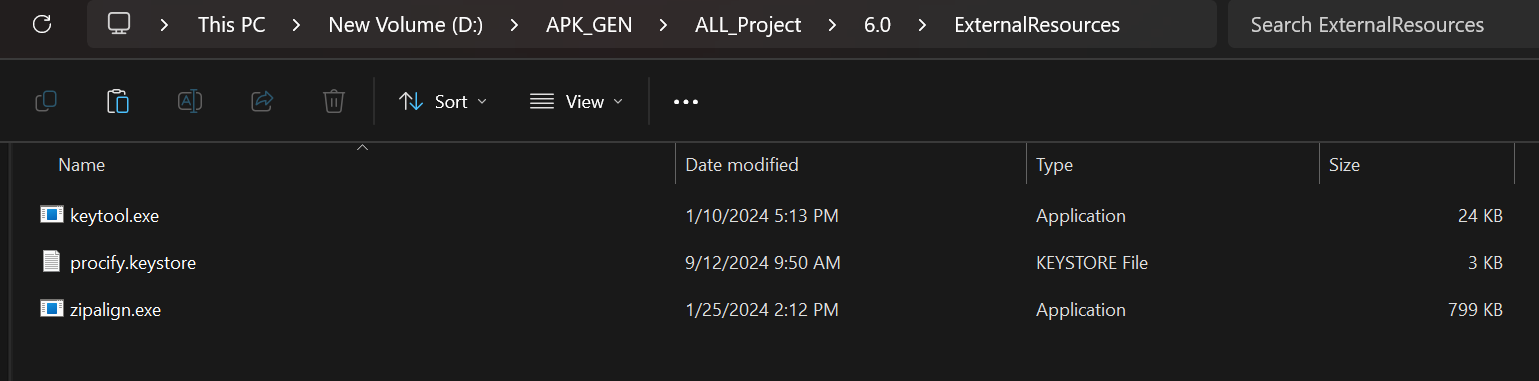 This PC > New Volume (D:) > APK_GEN > ALL_Project > 6.0 > ExternalResources
Search ExternalResources
Sort
View
Name Date modified Type Size
keytool.exe 1/10/2024 5:13 PM Application 24 KB
procify.keystore 9/12/2024 9:50 AM KEYSTORE File 3 KB
zipalign.exe 1/25/2024 2:12 PM Application 799 KB